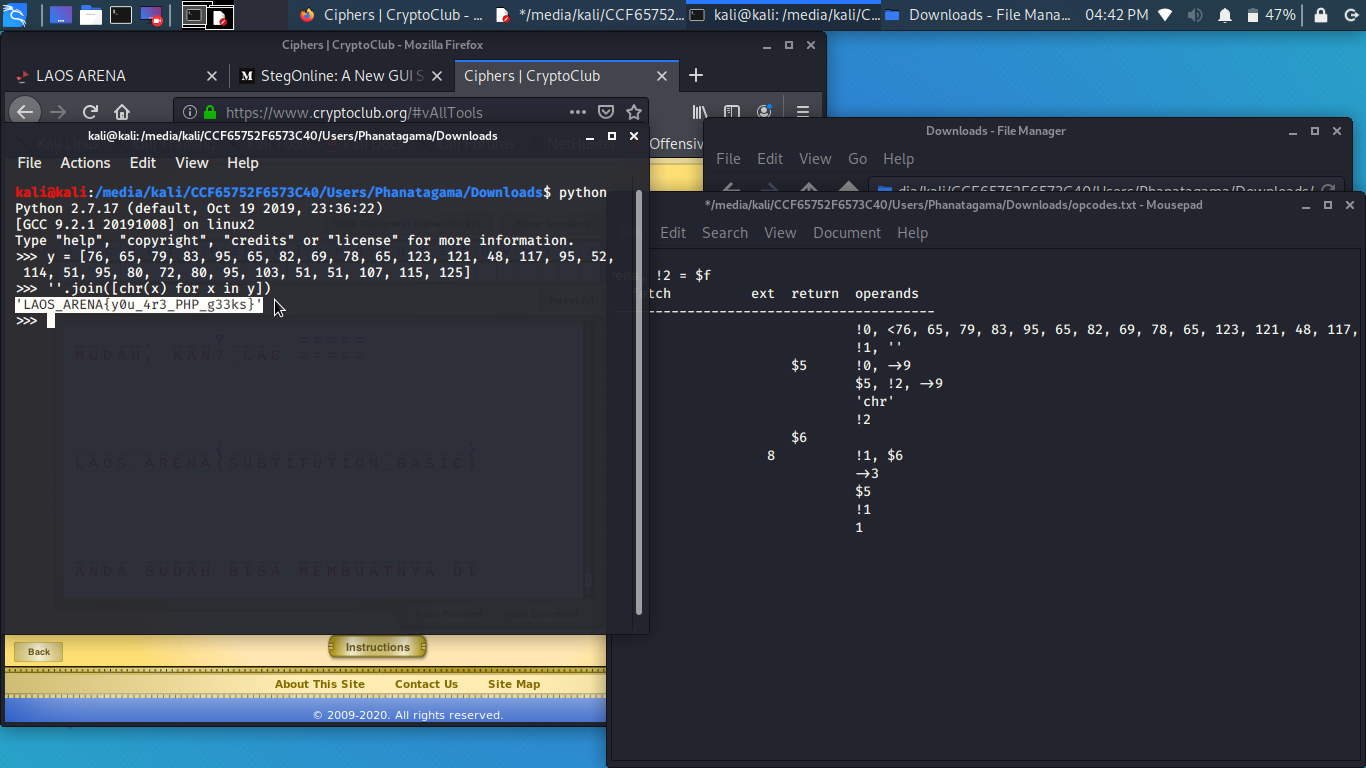 Ciphers | CryptoClub - ...
*/media/kali/CCF65752...
kali@kali: /media/kali/C...
Downloads - File Mana...
04:42 PM
47%
Ciphers | CryptoClub - Mozilla Firefox
LAOS ARENA
StegOnline: A New GUI S
Ciphers | CryptoClub
https://www.cryptoclub.org/#vAllTools
Offensiv
kali@kali: /media/kali/CCF65752F6573C40/Users/Phanatagama/Downloads
File Actions Edit View Help
kali@kali:/media/kali/CCF65752F6573C40/Users/Phanatagama/Downloads$ python
Python 2.7.17 (default, Oct 19 2019, 23:36:22)
[GCC 9.2.1 20191008] on linux2
Type "help", "copyright", "credits" or "license" for more information.
>>> y = [76, 65, 79, 83, 95, 65, 82, 69, 78, 65, 123, 121, 48, 117, 95, 52,
114, 51, 95, 80, 72, 80, 95, 103, 51, 51, 107, 115, 125]
>>> ''.join([chr(x) for x in y])
'LAOS_ARENA{y0u_4r3_PHP_g33ks}'
>>>
MUDAH, KAN? LAG =====
LAOS_ARENA{SUBTITUTION_BASIC}
ANDA SUDAH BISA MEMBUATNYA DI
Back
Instructions
About This Site Contact Us Site Map
© 2009-2020. All rights reserved.
Downloads - File Manager
File Edit View Go Help
dia/kali/CCF65752F6573C40/Users/Phanatagama/Downloads/
*/media/kali/CCF65752F6573C40/Users/Phanatagama/Downloads/opcodes.txt - Mousepad
Edit Search View Document Help
, !2 = $f
tch ext return operands
-----------------------------------
!0, <76, 65, 79, 83, 95, 65, 82, 69, 78, 65, 123, 121, 48, 117,
!1, ''
$5 !0, ->9
$5, !2, ->9
'chr'
!2
$6
8 !1, $6
->3
$5
!1
1